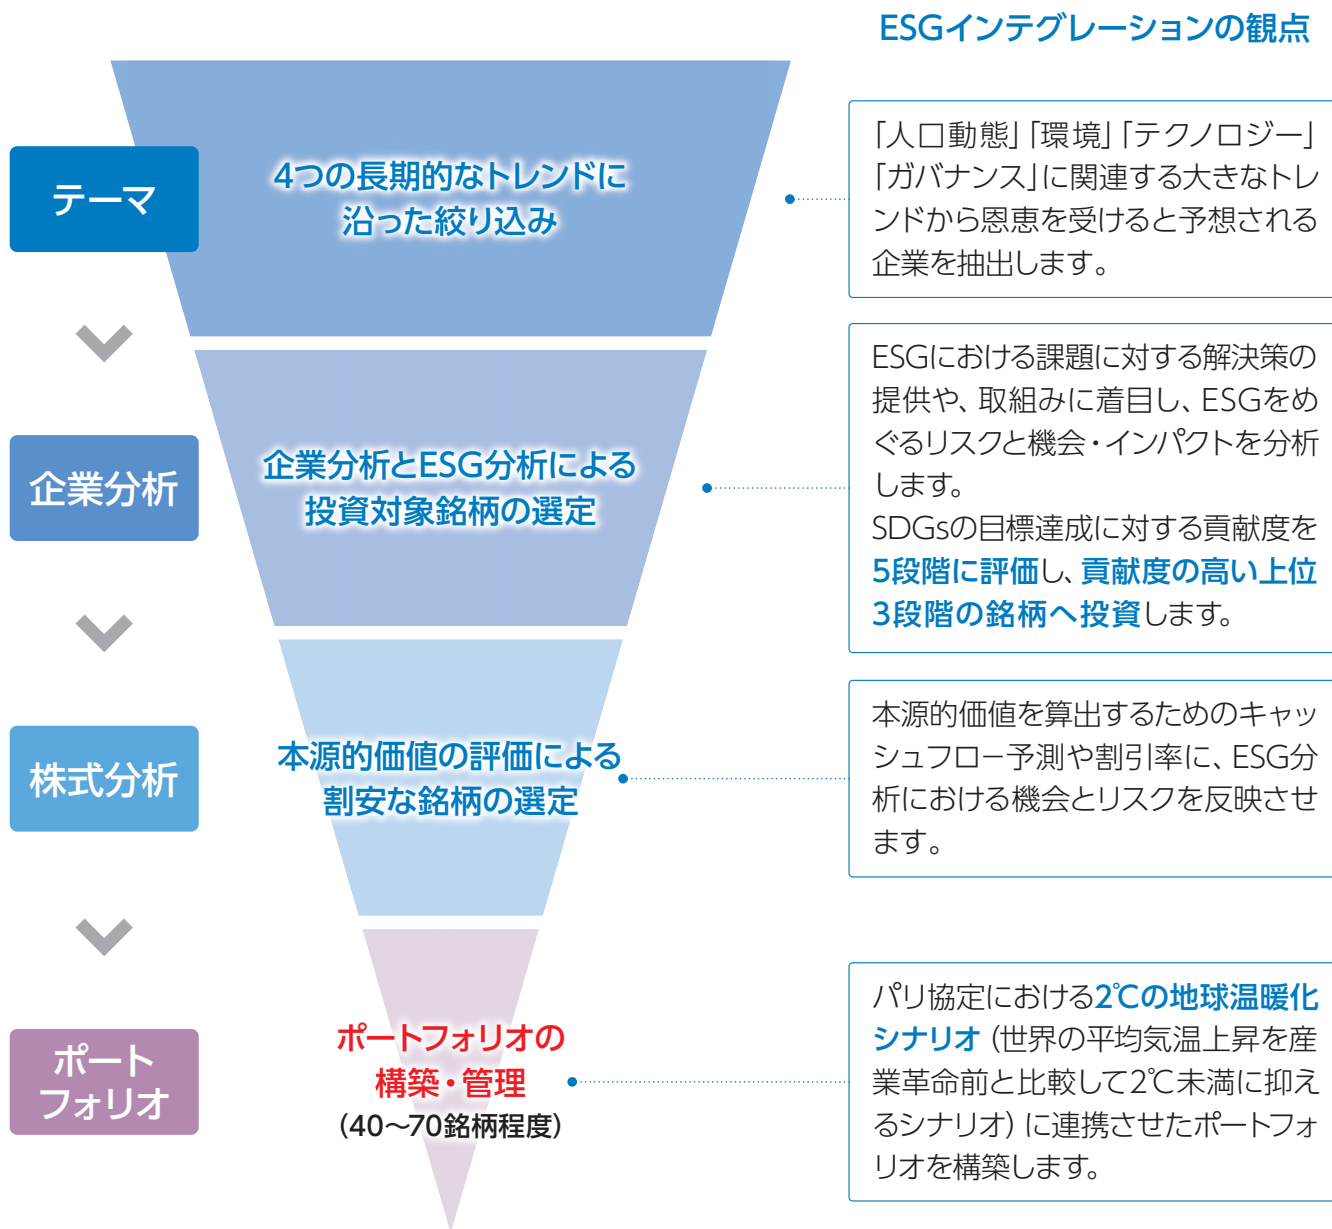 ESGインテグレーションの観点
テーマ
4つの長期的なトレンドに
沿った絞り込み
「人口動態」「環境」「テクノロジー」
「ガバナンス」に関連する大きなトレ
ンドから恩恵を受けると予想される
企業を抽出します。
企業分析
企業分析とESG分析による
投資対象銘柄の選定
ESGにおける課題に対する解決策の
提供や、取組みに着目し、ESGをめ
ぐるリスクと機会・インパクトを分析
します。
SDGsの目標達成に対する貢献度を
5段階に評価し、貢献度の高い上位
3段階の銘柄へ投資します。
株式分析
本源的価値の評価による
割安な銘柄の選定
本源的価値を算出するためのキャッ
シュフロー予測や割引率に、ESG分
析における機会とリスクを反映させ
ます。
ポート
フォリオ
ポートフォリオの
構築・管理
(40〜70銘柄程度)
パリ協定における2℃の地球温暖化
シナリオ (世界の平均気温上昇を産
業革命前と比較して2℃未満に抑え
るシナリオ) に連携させたポートフォ
リオを構築します。